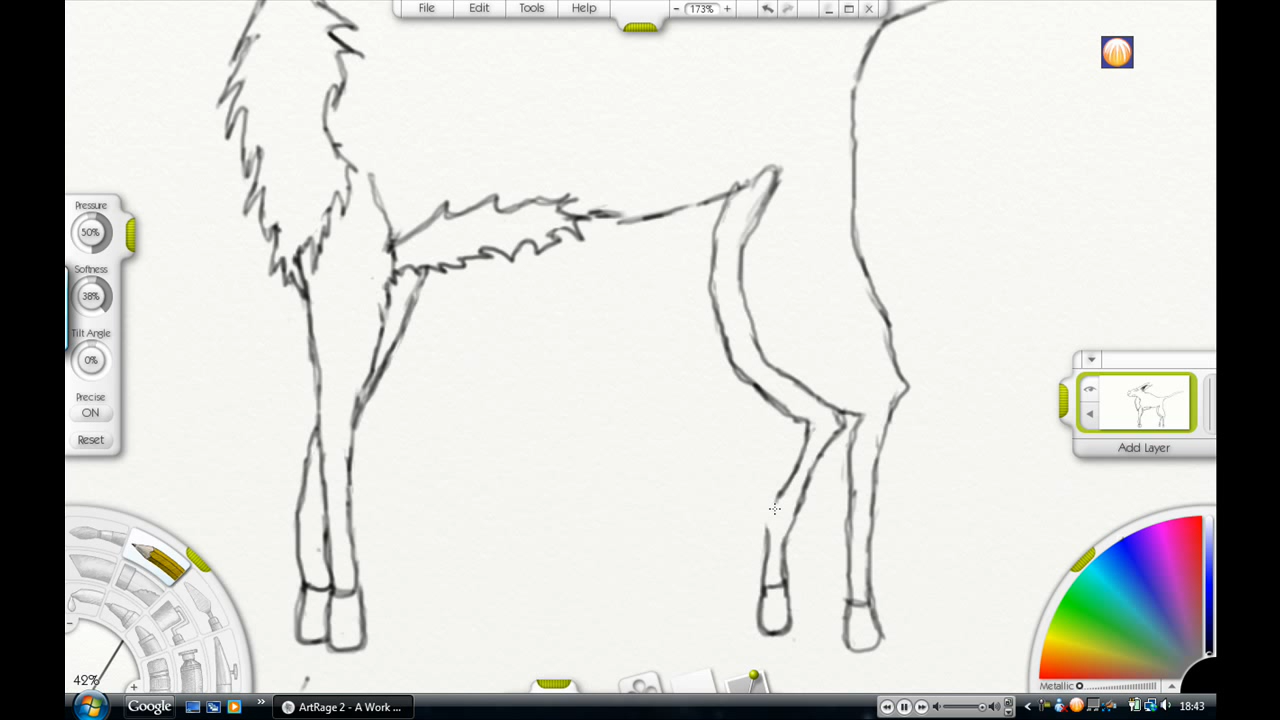 File Edit Tools Help − 173% +
Pressure
50%
Softness
38%
Tilt Angle
0%
Precise
ON
Reset
Add Layer
42%
Metallic
Google
ArtRage 2 - A Work ...
18:43